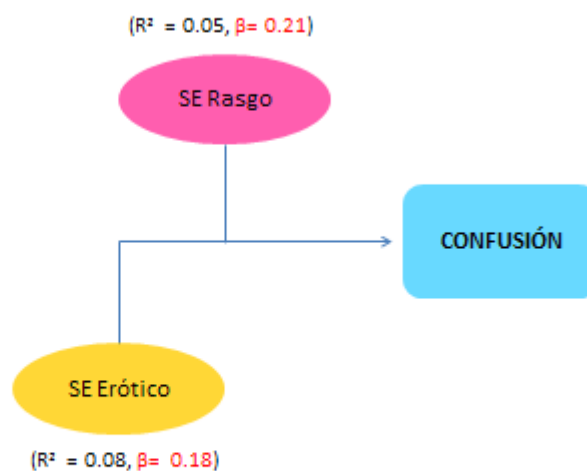 (R² = 0.05, β= 0.21)
SE Rasgo
CONFUSIÓN
SE Erótico
(R² = 0.08, β= 0.18)